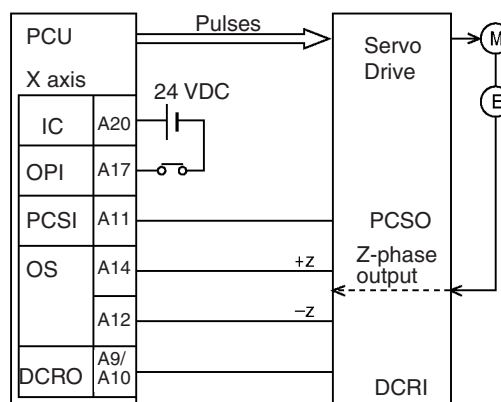 PCU
Pulses
Servo
Drive
M
X axis
24 VDC
E
IC
A20
OPI
A17
PCSI
A11
PCSO
OS
A14
+z
Z-phase
output
A12
−z
DCRO
A9/
A10
DCRI